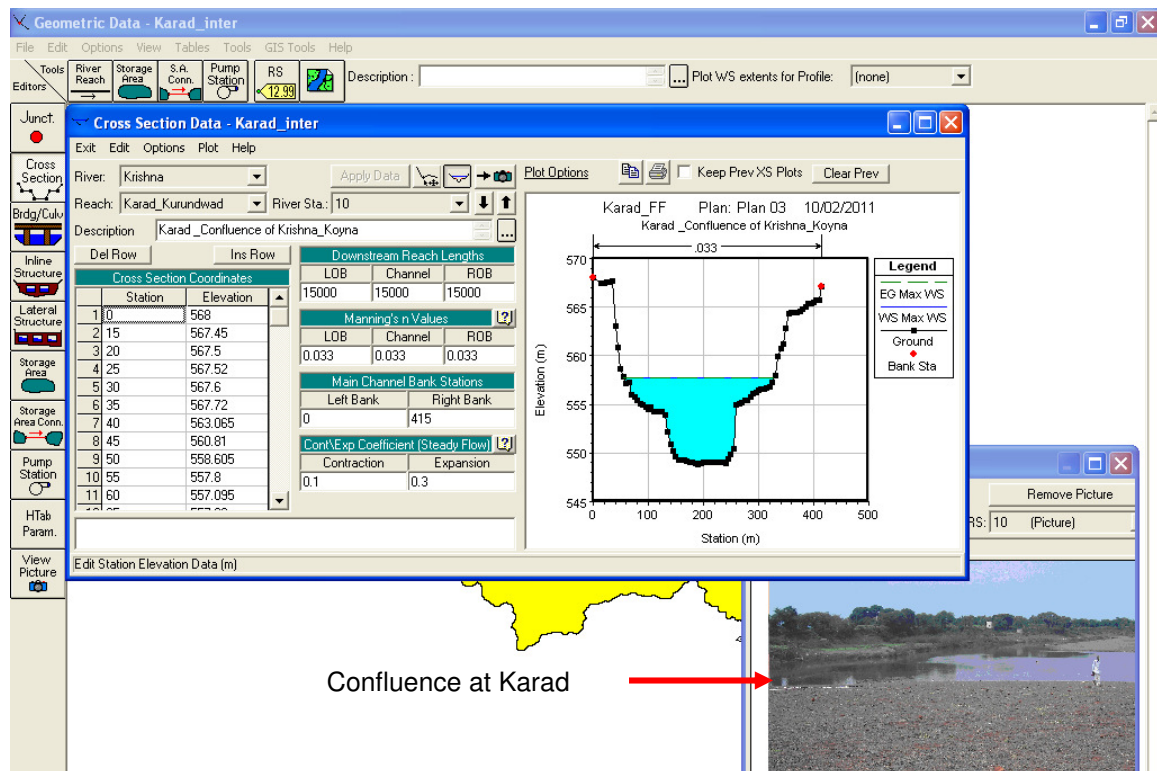 Geometric Data - Karad_inter
File Edit Options View Tables Tools GIS Tools Help
Tools
Editors
River
Reach
Storage
Area
S.A.
Conn.
Pump
Station
RS
12.99
Description :
...
Plot WS extents for Profile:
(none)
Junct.
Cross
Section
Brdg/Culv
Inline
Structure
Lateral
Structure
Storage
Area
Storage
Area Conn.
Pump
Station
HTab
Param.
View
Picture
Cross Section Data - Karad_inter
Exit Edit Options Plot Help
River: Krishna
Apply Data
Reach: Karad_Kurundwad
River Sta.: 10
Description
Karad _Confluence of Krishna_Koyna
...
Del Row
Ins Row
Cross Section Coordinates
Station Elevation
1 0 568
2 15 567.45
3 20 567.5
4 25 567.52
5 30 567.6
6 35 567.72
7 40 563.065
8 45 560.81
9 50 558.605
10 55 557.8
11 60 557.095
Downstream Reach Lengths
LOB Channel ROB
15000 15000 15000
Manning's n Values
?
LOB Channel ROB
0.033 0.033 0.033
Main Channel Bank Stations
Left Bank Right Bank
0 415
Cont\Exp Coefficient (Steady Flow)
?
Contraction Expansion
0.1 0.3
Edit Station Elevation Data (m)
Plot Options
Keep Prev XS Plots
Clear Prev
Karad_FF Plan: Plan 03 10/02/2011
Karad _Confluence of Krishna_Koyna
.033
570
565
560
555
550
545
Elevation (m)
0 100 200 300 400 500
Station (m)
Legend
EG Max WS
WS Max WS
Ground
Bank Sta
Remove Picture
RS: 10 (Picture)
Confluence at Karad